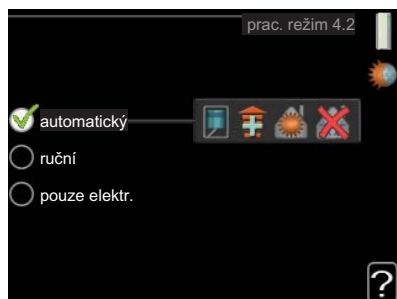 prac. režim 4.2
automatický
ruční
pouze elektr.
?